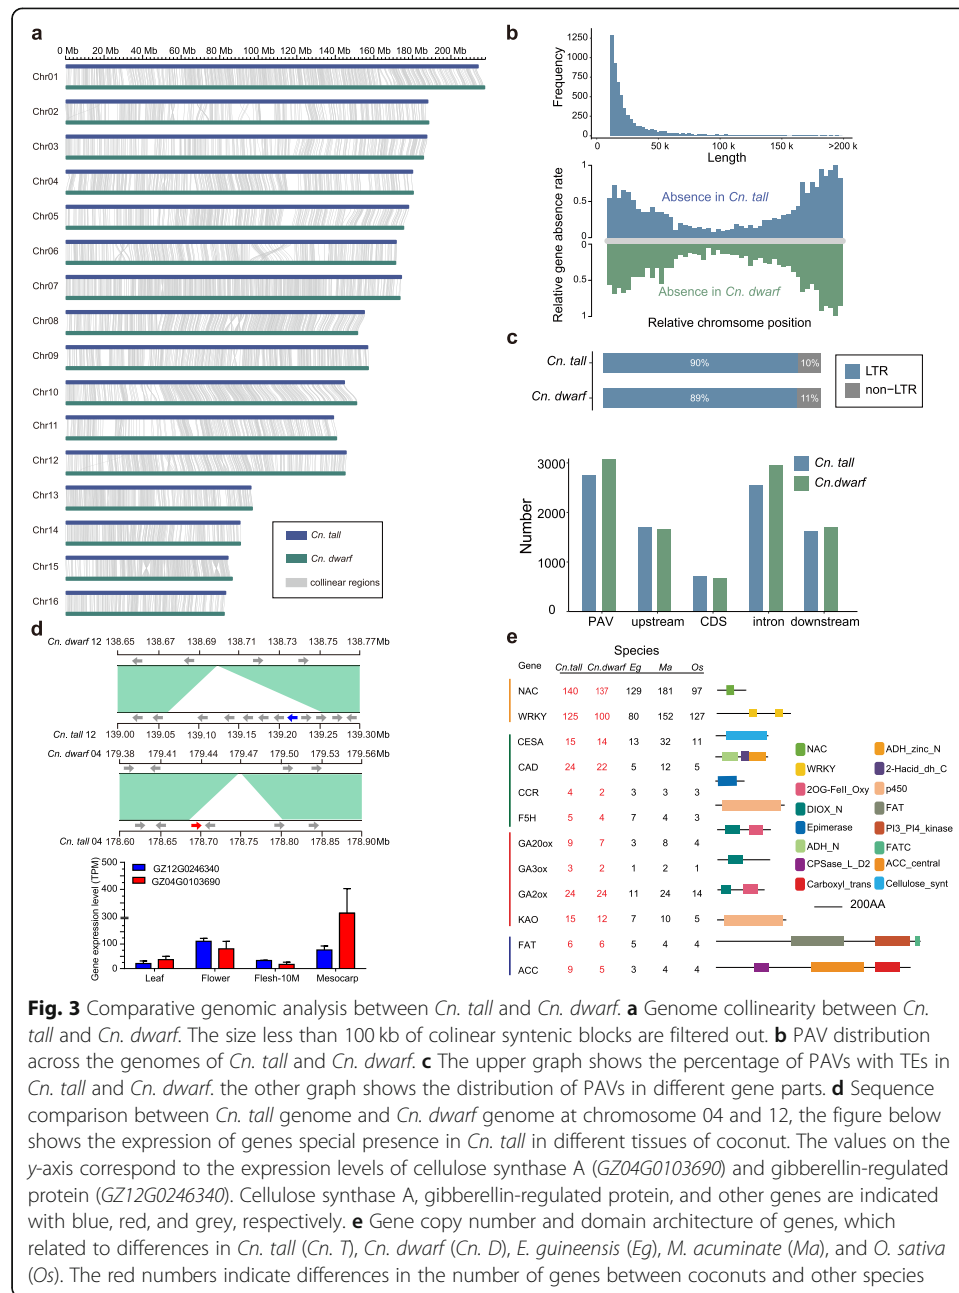 a
0 Mb 20 Mb 40 Mb 60 Mb 80 Mb 100 Mb 120 Mb 140 Mb 160 Mb 180 Mb 200 Mb
Chr01
Chr02
Chr03
Chr04
Chr05
Chr06
Chr07
Chr08
Chr09
Chr10
Chr11
Chr12
Chr13
Chr14
Chr15
Chr16
Cn. tall
Cn. dwarf
collinear regions
b
Frequency
1250
1000
750
500
250
0
0 50 k 100 k 150 k >200 k
Length
Relative gene absence rate
1
0.5
0
0
0.5
1
Absence in Cn. tall
Absence in Cn. dwarf
Relative chromsome position
c
Cn. tall 90% 10%
Cn. dwarf 89% 11%
LTR
non-LTR
Number
3000
2000
1000
0
Cn. tall
Cn.dwarf
PAV upstream CDS intron downstream
d
138.65 138.67 138.69 138.71 138.73 138.75 138.77
Cn. dwarf 12 Mb
Cn. tall 12
139.00 139.05 139.10 139.15 139.20 139.25 139.30
Cn. dwarf 04
179.38 179.41 179.44 179.47 179.50 179.53 179.56
Cn. tall 04 Mb
178.60 178.65 178.70 178.75 178.80 178.85 178.90
Gene expression level (TPM)
500
400
300
100
0
GZ12G0246340
GZ04G0103690
Leaf Flower Flesh-10M Mesocarp
e
Species
Gene Cn.tall Cn.dwarf Eg Ma Os
NAC 140 137 129 181 97
WRKY 125 100 80 152 127
CESA 15 14 13 32 11
CAD 24 22 5 12 5
CCR 4 2 3 3 3
F5H 5 4 7 4 3
GA20ox 9 7 3 8 4
GA3ox 3 2 1 2 1
GA2ox 24 24 11 24 14
KAO 15 12 7 10 5
FAT 6 6 5 4 4
ACC 9 5 3 4 4
NAC
WRKY
2OG-FeII_Oxy
DIOX_N
Epimerase
ADH_N
CPSase_L_D2
Carboxyl_trans
ADH_zinc_N
2-Hacid_dh_C
p450
FAT
PI3_PI4_kinase
FATC
ACC_central
Cellulose_synt
200AA
Fig. 3 Comparative genomic analysis between Cn. tall and Cn. dwarf. a Genome collinearity between Cn.
tall and Cn. dwarf. The size less than 100 kb of colinear syntenic blocks are filtered out. b PAV distribution
across the genomes of Cn. tall and Cn. dwarf. c The upper graph shows the percentage of PAVs with TEs in
Cn. tall and Cn. dwarf. the other graph shows the distribution of PAVs in different gene parts. d Sequence
comparison between Cn. tall genome and Cn. dwarf genome at chromosome 04 and 12, the figure below
shows the expression of genes special presence in Cn. tall in different tissues of coconut. The values on the
y-axis correspond to the expression levels of cellulose synthase A (GZ04G0103690) and gibberellin-regulated
protein (GZ12G0246340). Cellulose synthase A, gibberellin-regulated protein, and other genes are indicated
with blue, red, and grey, respectively. e Gene copy number and domain architecture of genes, which
related to differences in Cn. tall (Cn. T), Cn. dwarf (Cn. D), E. guineensis (Eg), M. acuminate (Ma), and O. sativa
(Os). The red numbers indicate differences in the number of genes between coconuts and other species